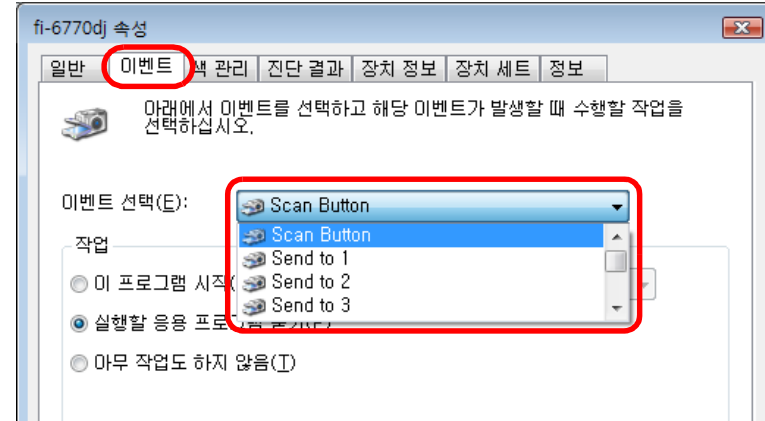 fi-6770dj 속성
일반 이벤트 색 관리 진단 결과 장치 정보 장치 세트 정보
아래에서 이벤트를 선택하고 해당 이벤트가 발생할 때 수행할 작업을
선택하십시오.
이벤트 선택(E): Scan Button
Scan Button
작업
Send to 1
이 프로그램 시작( Send to 2
Send to 3
실행할 응용 프로
아무 작업도 하지 않음(T)